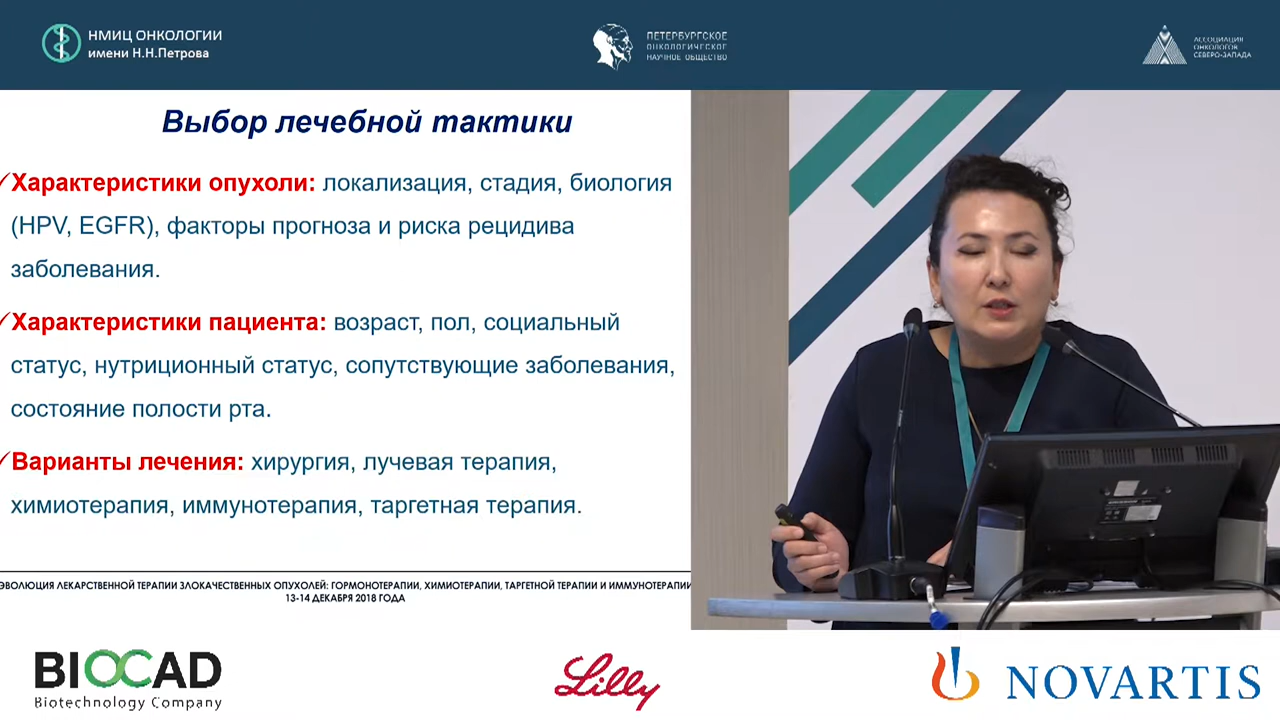 НМИЦ ОНКОЛОГИИ
имени Н.Н.Петрова
ПЕТЕРБУРГСКОЕ
ОНКОЛОГИЧЕСКОЕ
НАУЧНОЕ ОБЩЕСТВО
АССОЦИАЦИЯ
ОНКОЛОГОВ
СЕВЕРО-ЗАПАДА
Выбор лечебной тактики
✓Характеристики опухоли: локализация, стадия, биология
(HPV, EGFR), факторы прогноза и риска рецидива
заболевания.
✓Характеристики пациента: возраст, пол, социальный
статус, нутриционный статус, сопутствующие заболевания,
состояние полости рта.
✓Варианты лечения: хирургия, лучевая терапия,
химиотерапия, иммунотерапия, таргетная терапия.
ЭВОЛЮЦИЯ ЛЕКАРСТВЕННОЙ ТЕРАПИИ ЗЛОКАЧЕСТВЕННЫХ ОПУХОЛЕЙ: ГОРМОНОТЕРАПИИ, ХИМИОТЕРАПИИ, ТАРГЕТНОЙ ТЕРАПИИ И ИММУНОТЕРАПИИ
13-14 ДЕКАБРЯ 2018 ГОДА
BIOCAD
Biotechnology Company
Lilly
NOVARTIS